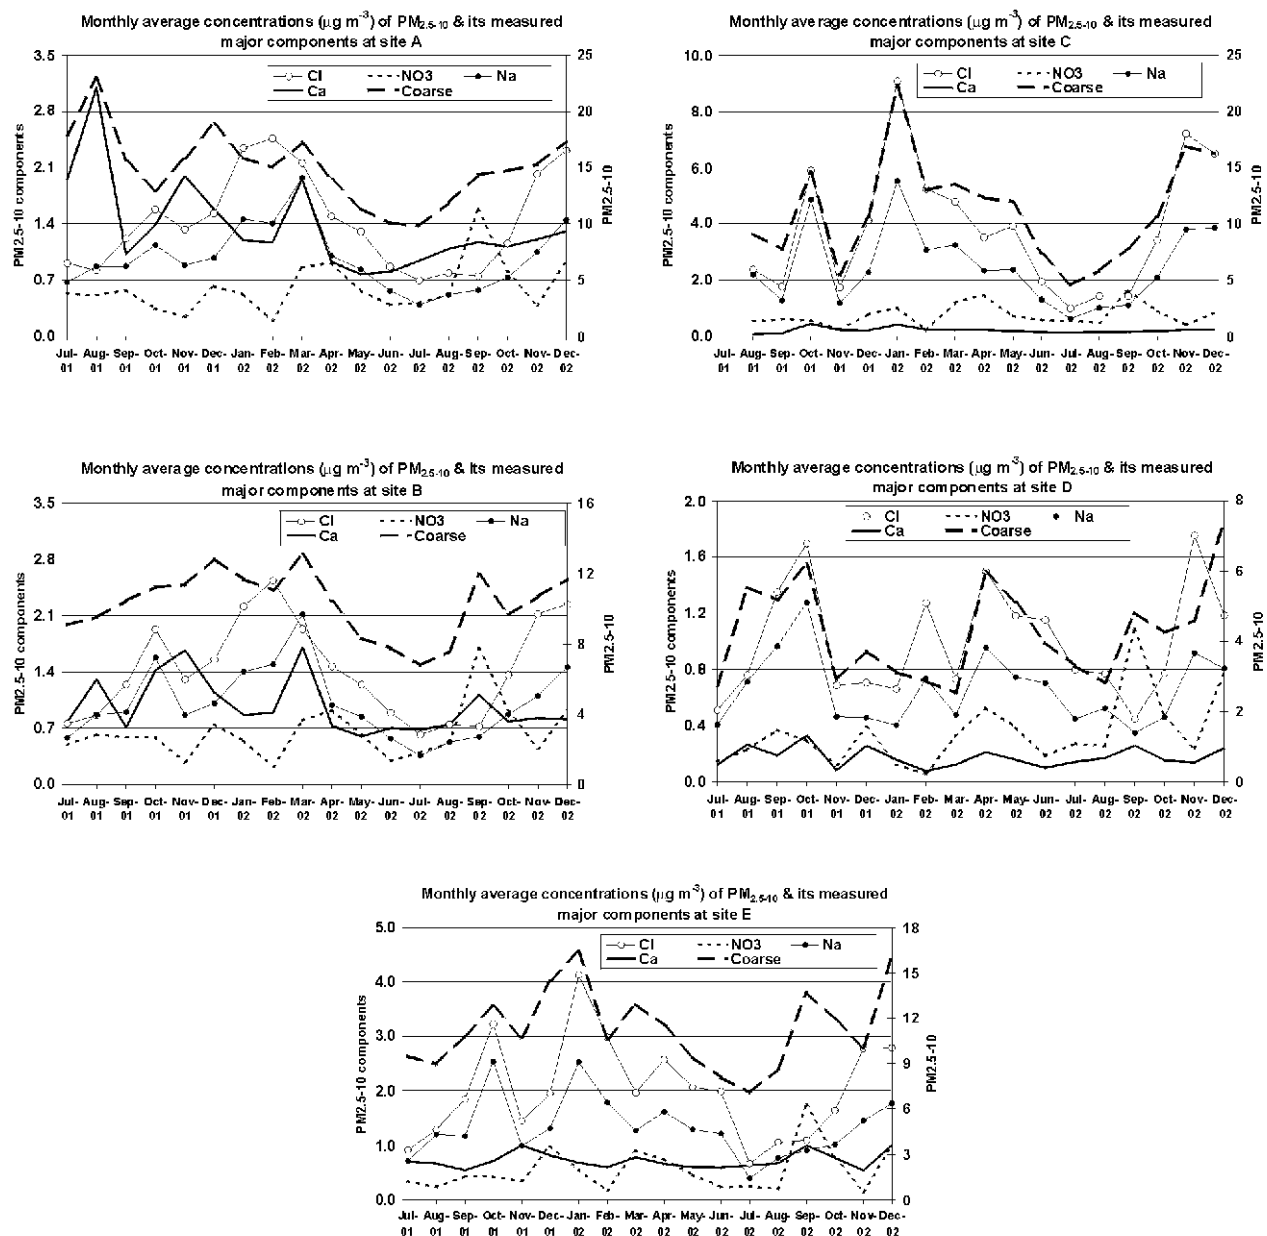 Monthly average concentrations (μg m-3) of PM2.5-10 & its measured
major components at site A
Cl NO3 Na
Ca Coarse
PM2.5-10 components
3.5
2.8
2.1
1.4
0.7
0.0
25
20
15
10
5
0
PM2.5-10
Jul-01 Aug-01 Sep-01 Oct-01 Nov-01 Dec-01 Jan-02 Feb-02 Mar-02 Apr-02 May-02 Jun-02 Jul-02 Aug-02 Sep-02 Oct-02 Nov-02 Dec-02
Monthly average concentrations (μg m-3) of PM2.5-10 & its measured
major components at site C
Cl NO3 Na
Ca Coarse
PM2.5-10 components
10.0
8.0
6.0
4.0
2.0
0.0
25
20
15
10
5
0
PM2.5-10
Jul-01 Aug-01 Sep-01 Oct-01 Nov-01 Dec-01 Jan-02 Feb-02 Mar-02 Apr-02 May-02 Jun-02 Jul-02 Aug-02 Sep-02 Oct-02 Nov-02 Dec-02
Monthly average concentrations (μg m-3) of PM2.5-10 & its measured
major components at site B
Cl NO3 Na
Ca Coarse
PM2.5-10 components
3.5
2.8
2.1
1.4
0.7
0.0
16
12
8
4
0
PM2.5-10
Jul-01 Aug-01 Sep-01 Oct-01 Nov-01 Dec-01 Jan-02 Feb-02 Mar-02 Apr-02 May-02 Jun-02 Jul-02 Aug-02 Sep-02 Oct-02 Nov-02 Dec-02
Monthly average concentrations (μg m-3) of PM2.5-10 & its measured
major components at site D
Cl NO3 Na
Ca Coarse
PM2.5-10 components
2.0
1.6
1.2
0.8
0.4
0.0
8
6
4
2
0
PM2.5-10
Jul-01 Aug-01 Sep-01 Oct-01 Nov-01 Dec-01 Jan-02 Feb-02 Mar-02 Apr-02 May-02 Jun-02 Jul-02 Aug-02 Sep-02 Oct-02 Nov-02 Dec-02
Monthly average concentrations (μg m-3) of PM2.5-10 & its measured
major components at site E
Cl NO3 Na
Ca Coarse
PM2.5-10 components
5.0
4.0
3.0
2.0
1.0
0.0
18
15
12
9
6
3
0
PM2.5-10
Jul-01 Aug-01 Sep-01 Oct-01 Nov-01 Dec-01 Jan-02 Feb-02 Mar-02 Apr-02 May-02 Jun-02 Jul-02 Aug-02 Sep-02 Oct-02 Nov-02 Dec-02